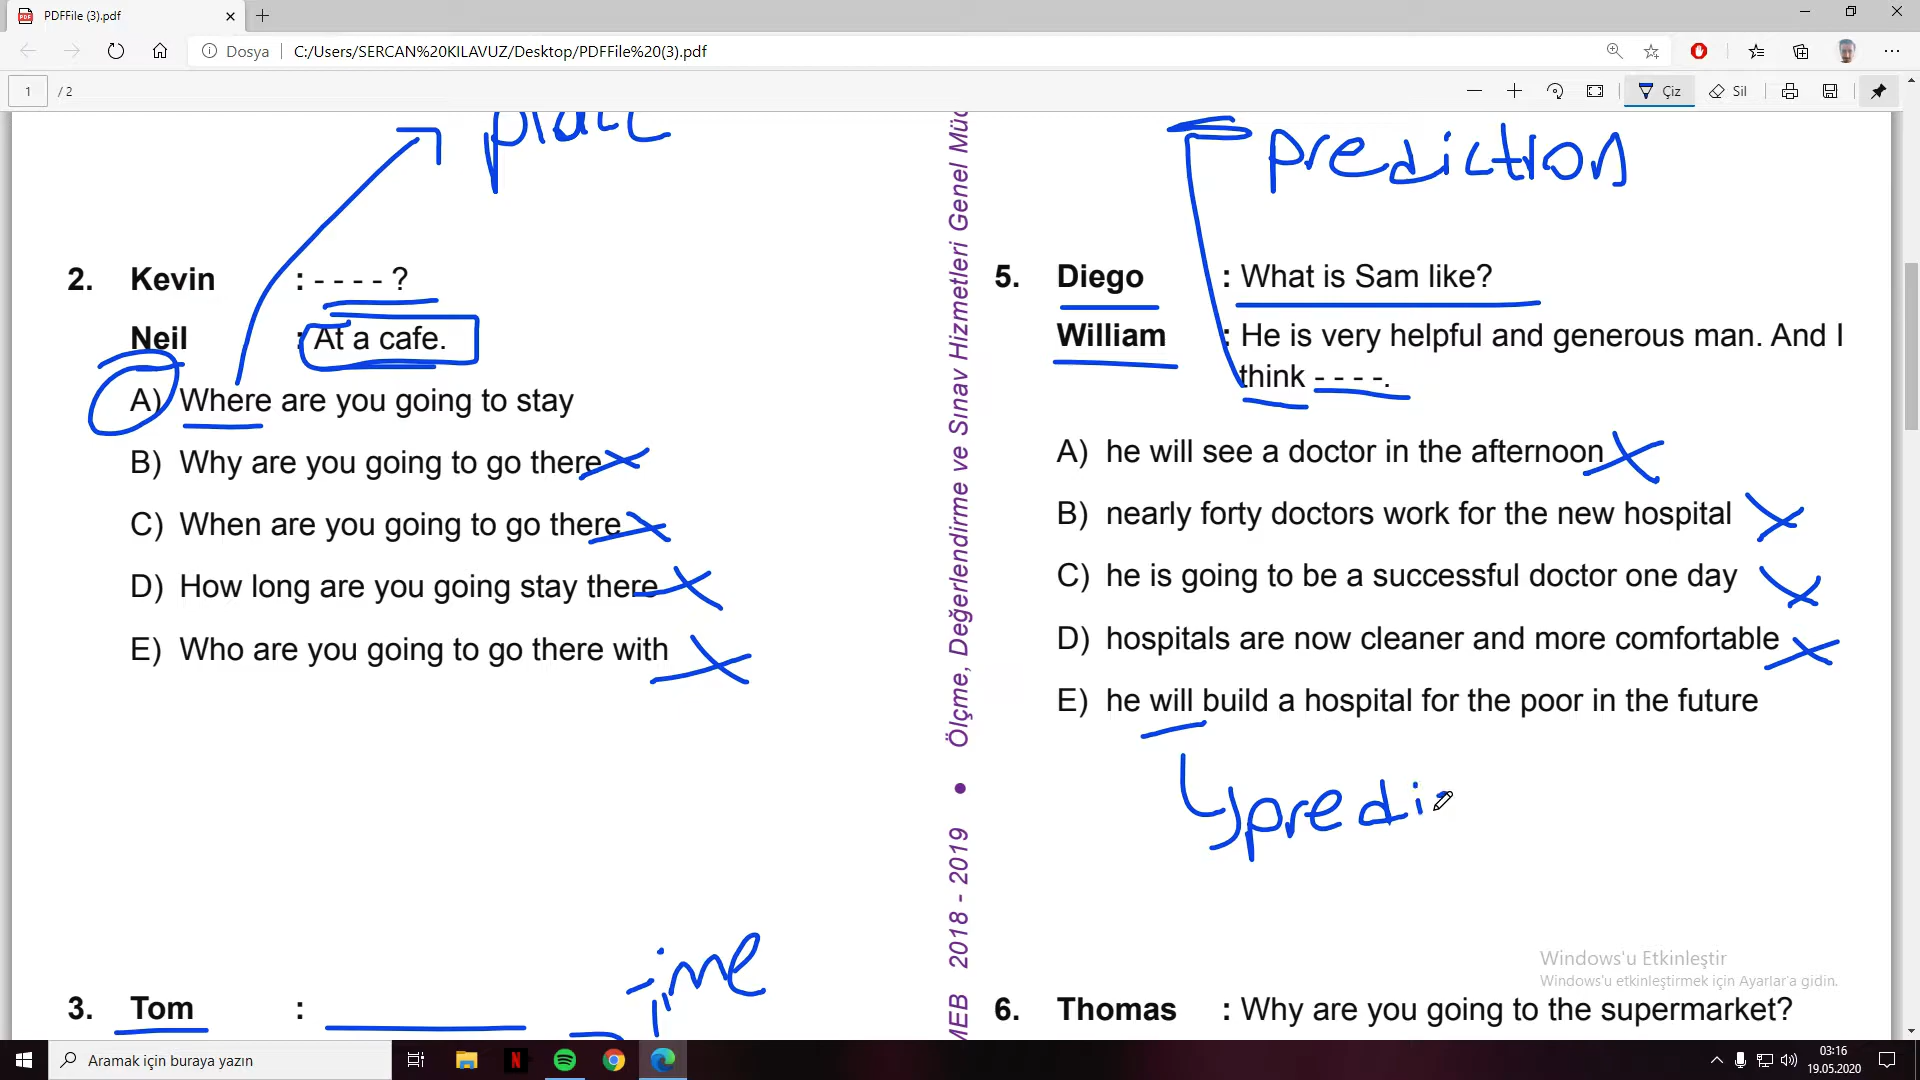 PDFFile (3).pdf
Dosya
C:/Users/SERCAN%20KILAVUZ/Desktop/PDFFile%20(3).pdf
1 / 2
Çiz
Sil
prediction
2. Kevin : - - - - ?
Neil : At a cafe.
A) Where are you going to stay
B) Why are you going to go there
C) When are you going to go there
D) How long are you going stay there
E) Who are you going to go there with
3. Tom :
MEB 2018 - 2019 ● Ölçme, Değerlendirme ve Sınav Hizmetleri Genel Müd
5. Diego : What is Sam like?
William : He is very helpful and generous man. And I
think - - - -.
A) he will see a doctor in the afternoon
B) nearly forty doctors work for the new hospital
C) he is going to be a successful doctor one day
D) hospitals are now cleaner and more comfortable
E) he will build a hospital for the poor in the future
predi
6. Thomas : Why are you going to the supermarket?
Windows'u Etkinleştir
Windows'u etkinleştirmek için Ayarlar'a gidin.
Aramak için buraya yazın
03:16
19.05.2020